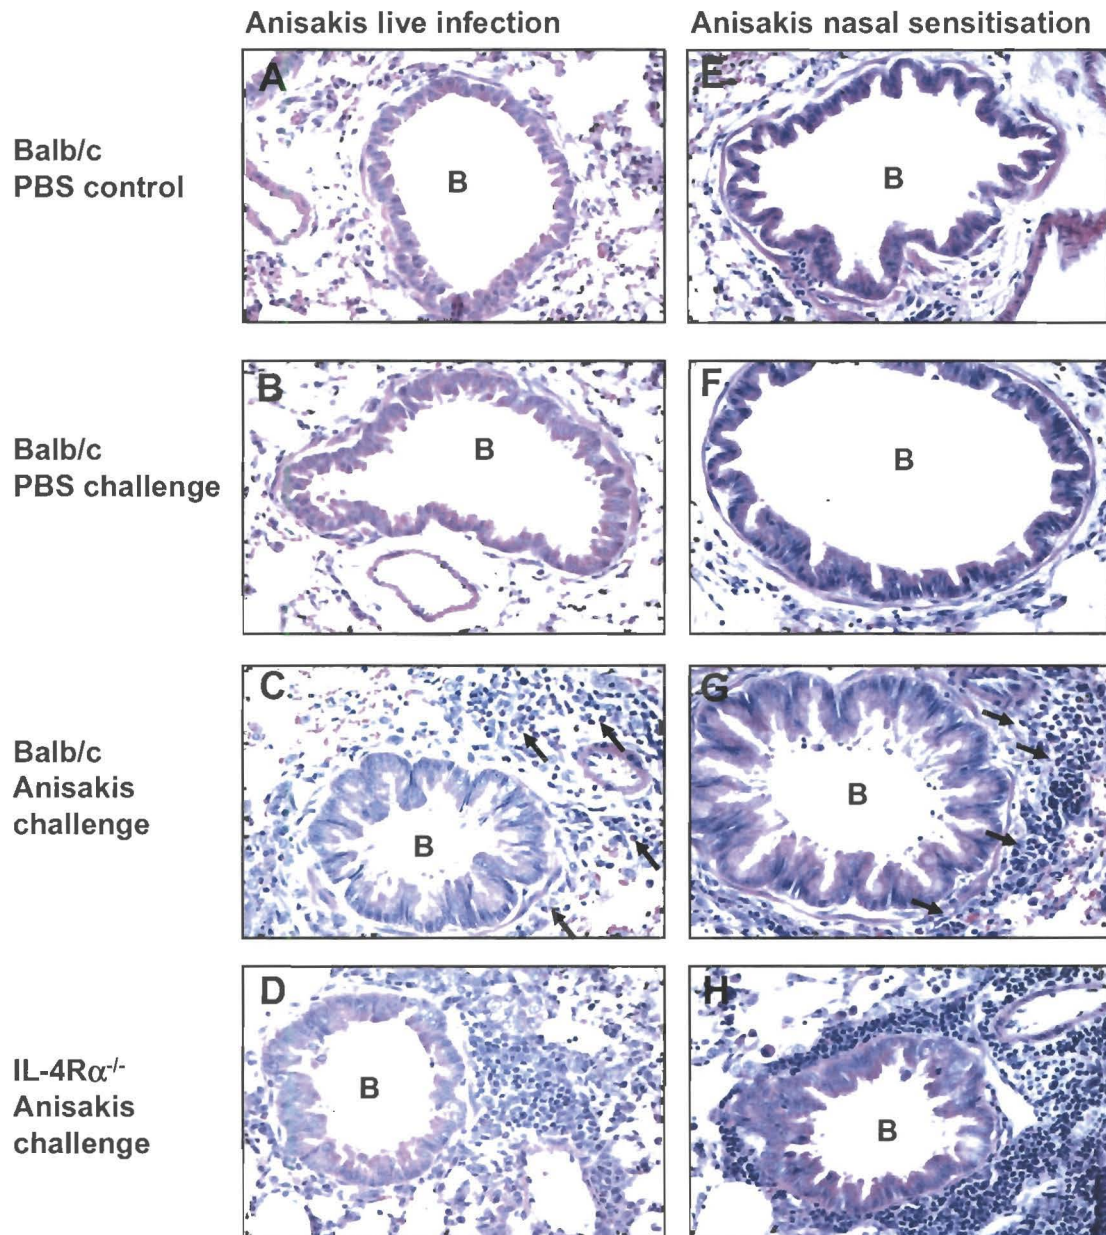 Anisakis live infection
Anisakis nasal sensitisation
Balb/c
PBS control
A
B
E
B
Balb/c
PBS challenge
B
B
F
B
Balb/c
Anisakis
challenge
C
B
G
B
IL-4Rα-/-
Anisakis
challenge
D
B
H
B